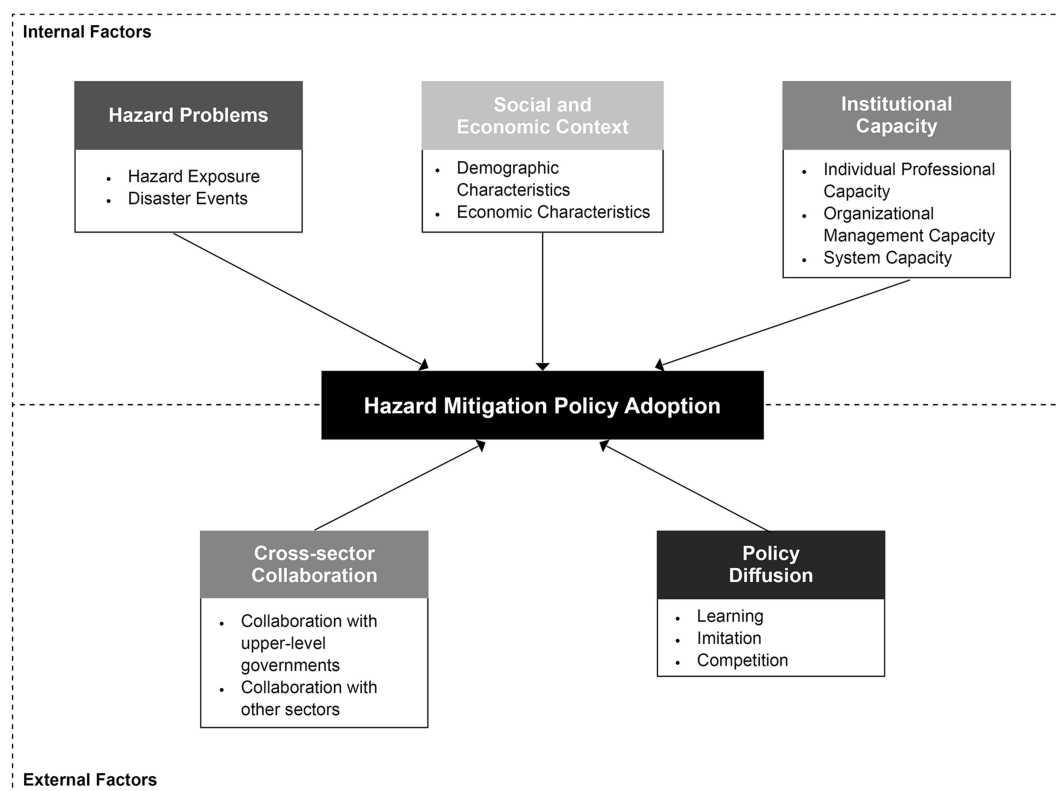 Internal Factors
Hazard Problems
• Hazard Exposure
• Disaster Events
Social and
Economic Context
• Demographic
Characteristics
• Economic Characteristics
Institutional
Capacity
• Individual Professional
Capacity
• Organizational
Management Capacity
• System Capacity
Hazard Mitigation Policy Adoption
Cross-sector
Collaboration
• Collaboration with
upper-level
governments
• Collaboration with
other sectors
Policy
Diffusion
• Learning
• Imitation
• Competition
External Factors